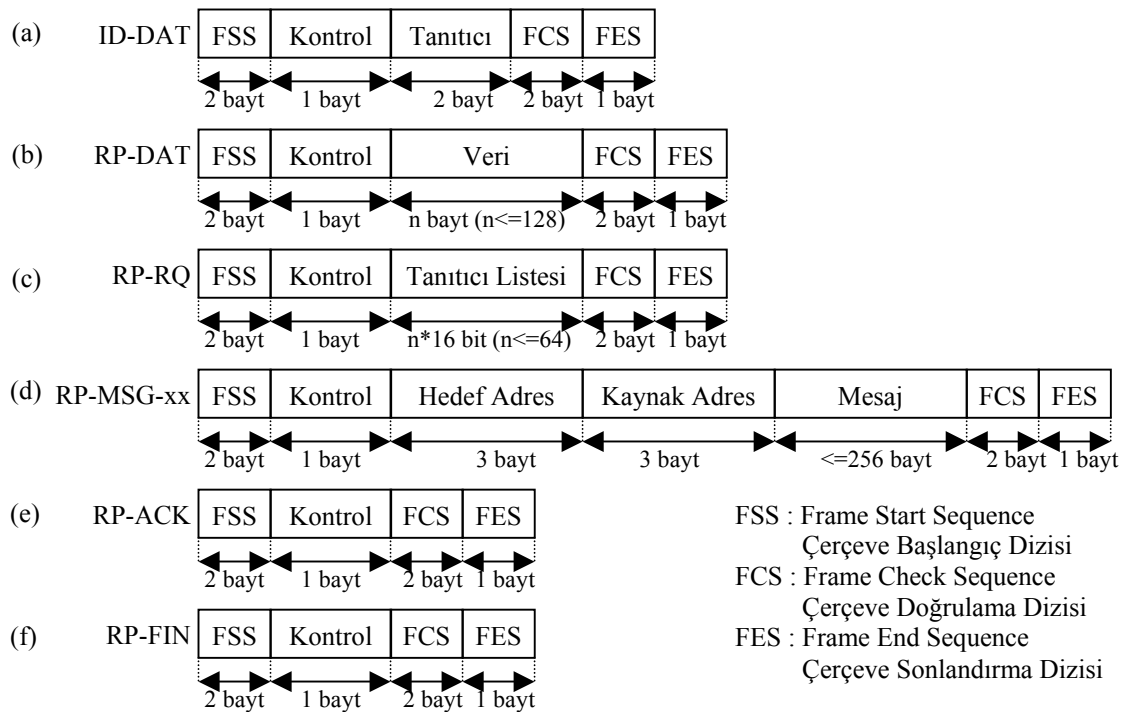 (a) ID-DAT FSS Kontrol Tanıtıcı FCS FES
2 bayt 1 bayt 2 bayt 2 bayt 1 bayt
(b) RP-DAT FSS Kontrol Veri FCS FES
2 bayt 1 bayt n bayt (n<=128) 2 bayt 1 bayt
(c) RP-RQ FSS Kontrol Tanıtıcı Listesi FCS FES
2 bayt 1 bayt n*16 bit (n<=64) 2 bayt 1 bayt
(d) RP-MSG-xx FSS Kontrol Hedef Adres Kaynak Adres Mesaj FCS FES
2 bayt 1 bayt 3 bayt 3 bayt <=256 bayt 2 bayt 1 bayt
(e) RP-ACK FSS Kontrol FCS FES
2 bayt 1 bayt 2 bayt 1 bayt
(f) RP-FIN FSS Kontrol FCS FES
2 bayt 1 bayt 2 bayt 1 bayt
FSS : Frame Start Sequence
Çerçeve Başlangıç Dizisi
FCS : Frame Check Sequence
Çerçeve Doğrulama Dizisi
FES : Frame End Sequence
Çerçeve Sonlandırma Dizisi